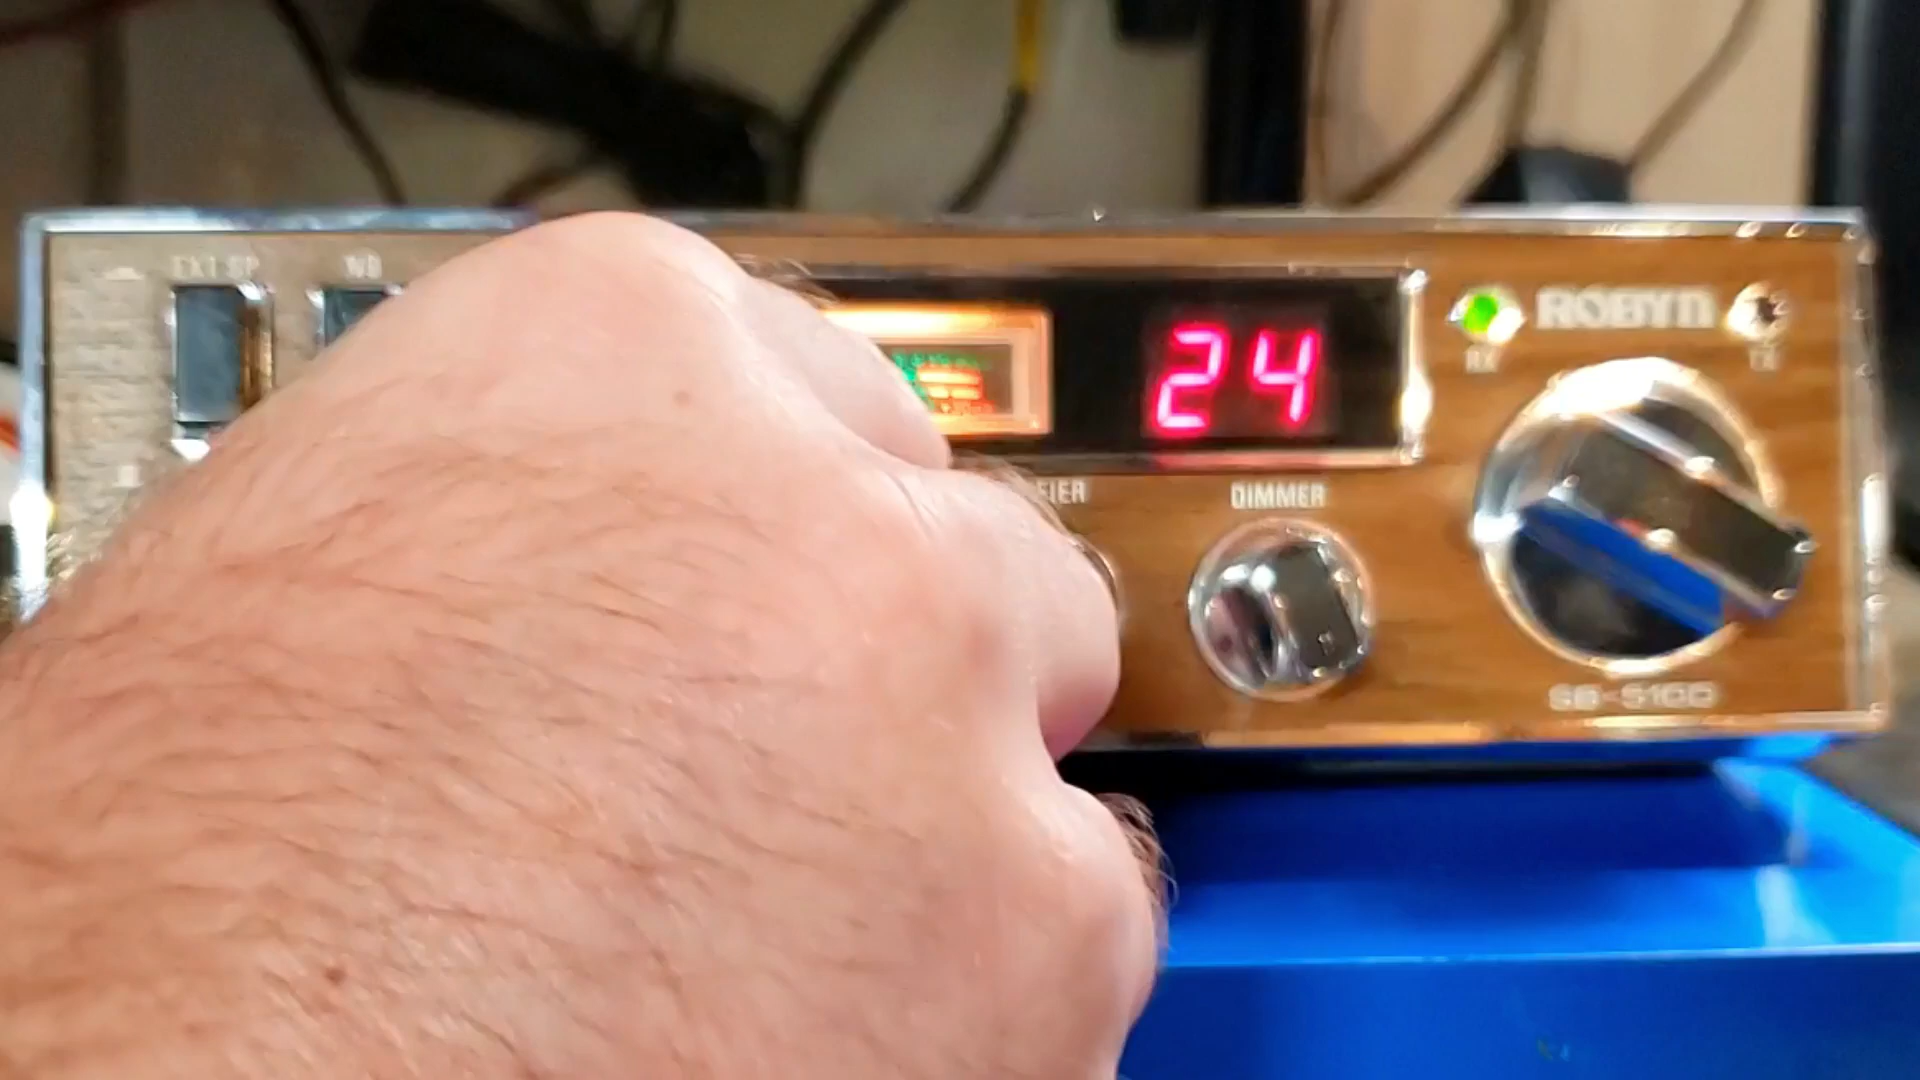 EXT SP NB
24
RX ROBYN TX
DIMMER
SB-510D